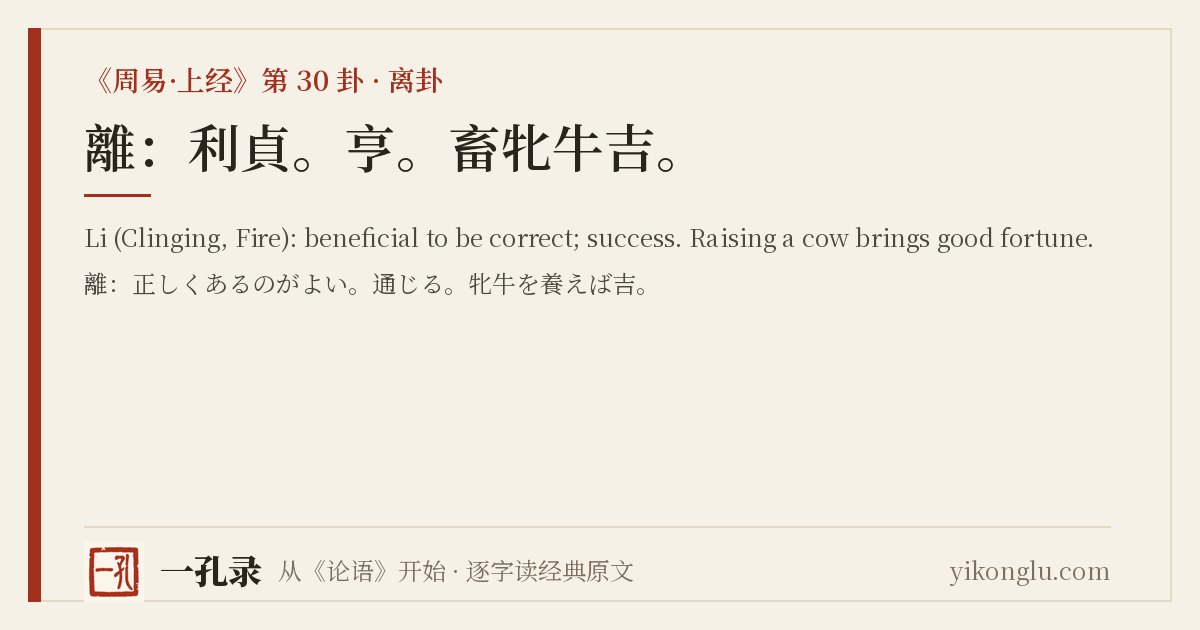 《周易·上经》第 30 卦 · 离卦
離：利貞。亨。畜牝牛吉。
Li (Clinging, Fire): beneficial to be correct; success. Raising a cow brings good fortune.
離：正しくあるのがよい。通じる。牝牛を養えば吉。
一孔
一孔录 从《论语》开始 · 逐字读经典原文 yikonglu.com